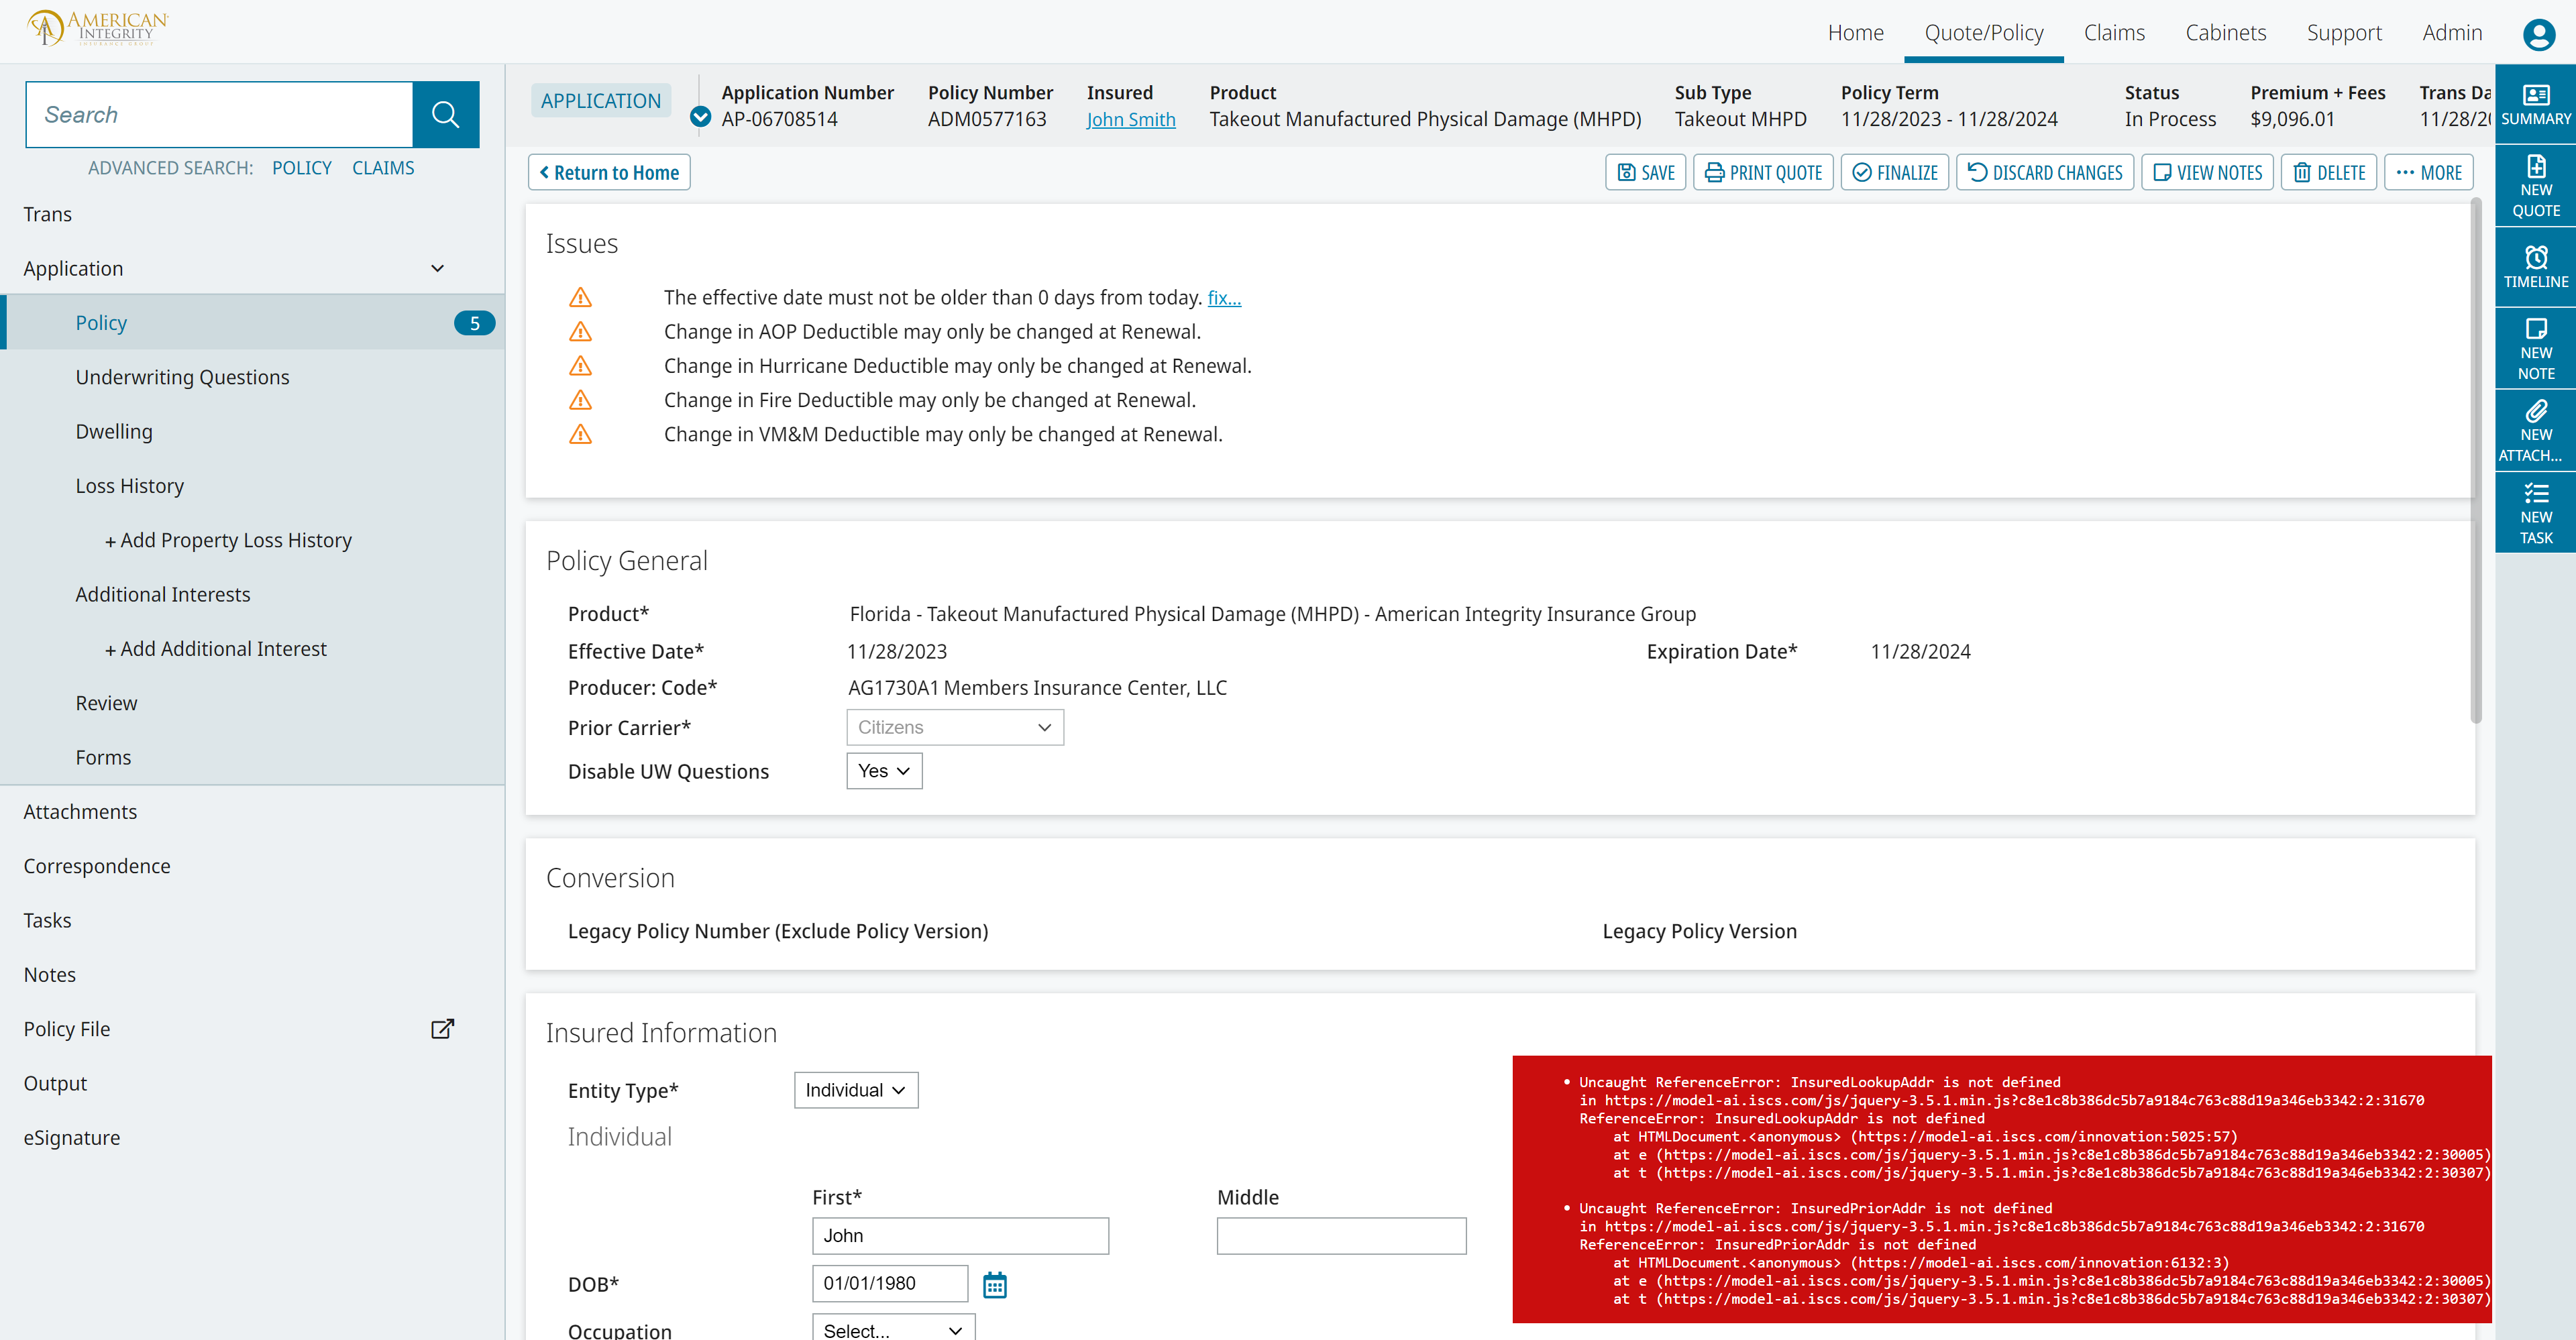 AMERICAN
INTEGRITY
INSURANCE GROUP
Home
Quote/Policy
Claims
Cabinets
Support
Admin
Search
ADVANCED SEARCH: POLICY CLAIMS
Trans
Application
Policy 5
Underwriting Questions
Dwelling
Loss History
+ Add Property Loss History
Additional Interests
+ Add Additional Interest
Review
Forms
Attachments
Correspondence
Tasks
Notes
Policy File
Output
eSignature
APPLICATION
Application Number
AP-06708514
Policy Number
ADM0577163
Insured
John Smith
Product
Takeout Manufactured Physical Damage (MHPD)
Sub Type
Takeout MHPD
Policy Term
11/28/2023 - 11/28/2024
Status
In Process
Premium + Fees
$9,096.01
Trans Da
11/28/20
Return to Home
SAVE
PRINT QUOTE
FINALIZE
DISCARD CHANGES
VIEW NOTES
DELETE
MORE
Issues
The effective date must not be older than 0 days from today. fix...
Change in AOP Deductible may only be changed at Renewal.
Change in Hurricane Deductible may only be changed at Renewal.
Change in Fire Deductible may only be changed at Renewal.
Change in VM&M Deductible may only be changed at Renewal.
Policy General
Product* Florida - Takeout Manufactured Physical Damage (MHPD) - American Integrity Insurance Group
Effective Date* 11/28/2023 Expiration Date* 11/28/2024
Producer: Code* AG1730A1 Members Insurance Center, LLC
Prior Carrier* Citizens
Disable UW Questions Yes
Conversion
Legacy Policy Number (Exclude Policy Version) Legacy Policy Version
Insured Information
Entity Type* Individual
Individual
First* Middle
John
DOB* 01/01/1980
Occupation Select...
• Uncaught ReferenceError: InsuredLookupAddr is not defined
in https://model-ai.iscs.com/js/jquery-3.5.1.min.js?c8e1c8b386dc5b7a9184c763c88d19a346eb3342:2:31670
ReferenceError: InsuredLookupAddr is not defined
at HTMLDocument.<anonymous> (https://model-ai.iscs.com/innovation:5025:57)
at e (https://model-ai.iscs.com/js/jquery-3.5.1.min.js?c8e1c8b386dc5b7a9184c763c88d19a346eb3342:2:30005)
at t (https://model-ai.iscs.com/js/jquery-3.5.1.min.js?c8e1c8b386dc5b7a9184c763c88d19a346eb3342:2:30307)
• Uncaught ReferenceError: InsuredPriorAddr is not defined
in https://model-ai.iscs.com/js/jquery-3.5.1.min.js?c8e1c8b386dc5b7a9184c763c88d19a346eb3342:2:31670
ReferenceError: InsuredPriorAddr is not defined
at HTMLDocument.<anonymous> (https://model-ai.iscs.com/innovation:6132:3)
at e (https://model-ai.iscs.com/js/jquery-3.5.1.min.js?c8e1c8b386dc5b7a9184c763c88d19a346eb3342:2:30005)
at t (https://model-ai.iscs.com/js/jquery-3.5.1.min.js?c8e1c8b386dc5b7a9184c763c88d19a346eb3342:2:30307)
SUMMARY
NEW
QUOTE
TIMELINE
NEW
NOTE
NEW
ATTACH...
NEW
TASK